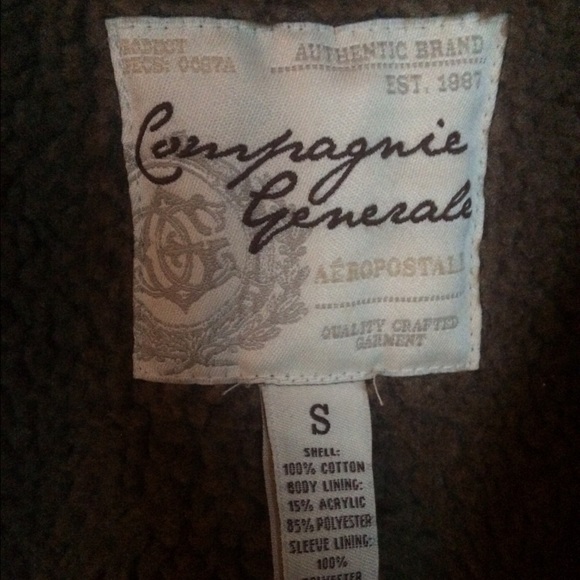 AUTHENTIC BRAND
EST. 1987
Compagnie
Generale
AÉROPOSTALE
QUALITY CRAFTED
GARMENT
S
SHELL:
100% COTTON
BODY LINING:
15% ACRYLIC
85% POLYESTER
SLEEVE LINING:
100%
POLYESTER